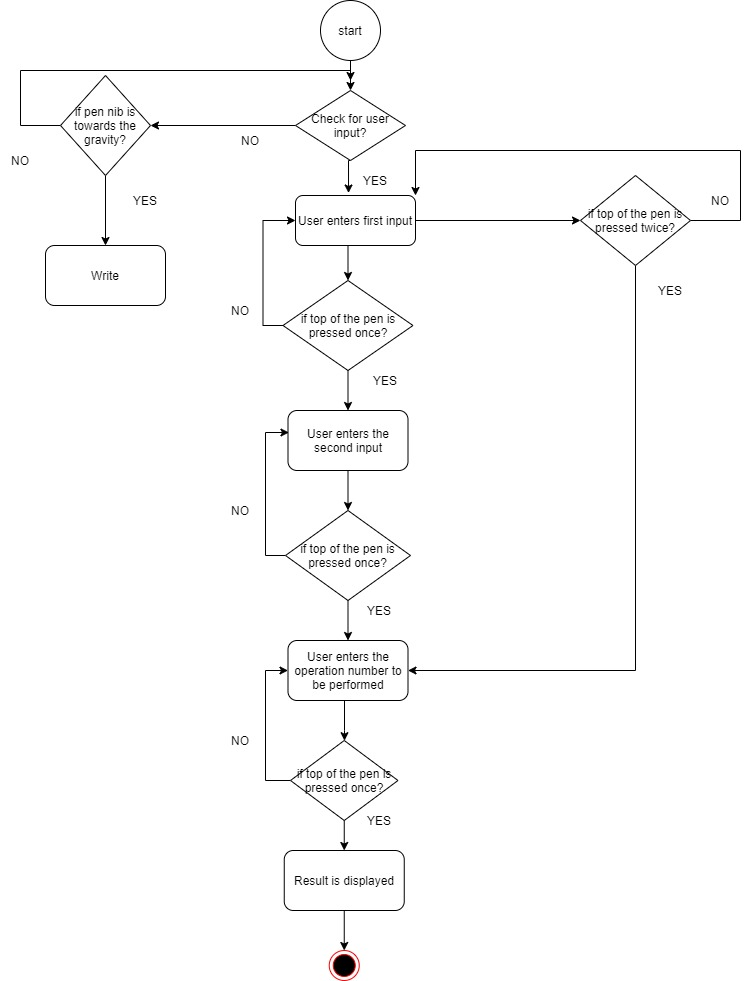 start
If pen nib is
towards the
gravity?
Check for user
input?
NO
NO
YES
YES
NO
User enters first input
if top of the pen is
pressed twice?
Write
YES
NO
if top of the pen is
pressed once?
YES
User enters the
second input
NO
if top of the pen is
pressed once?
YES
User enters the
operation number to
be performed
NO
if top of the pen is
pressed once?
YES
Result is displayed